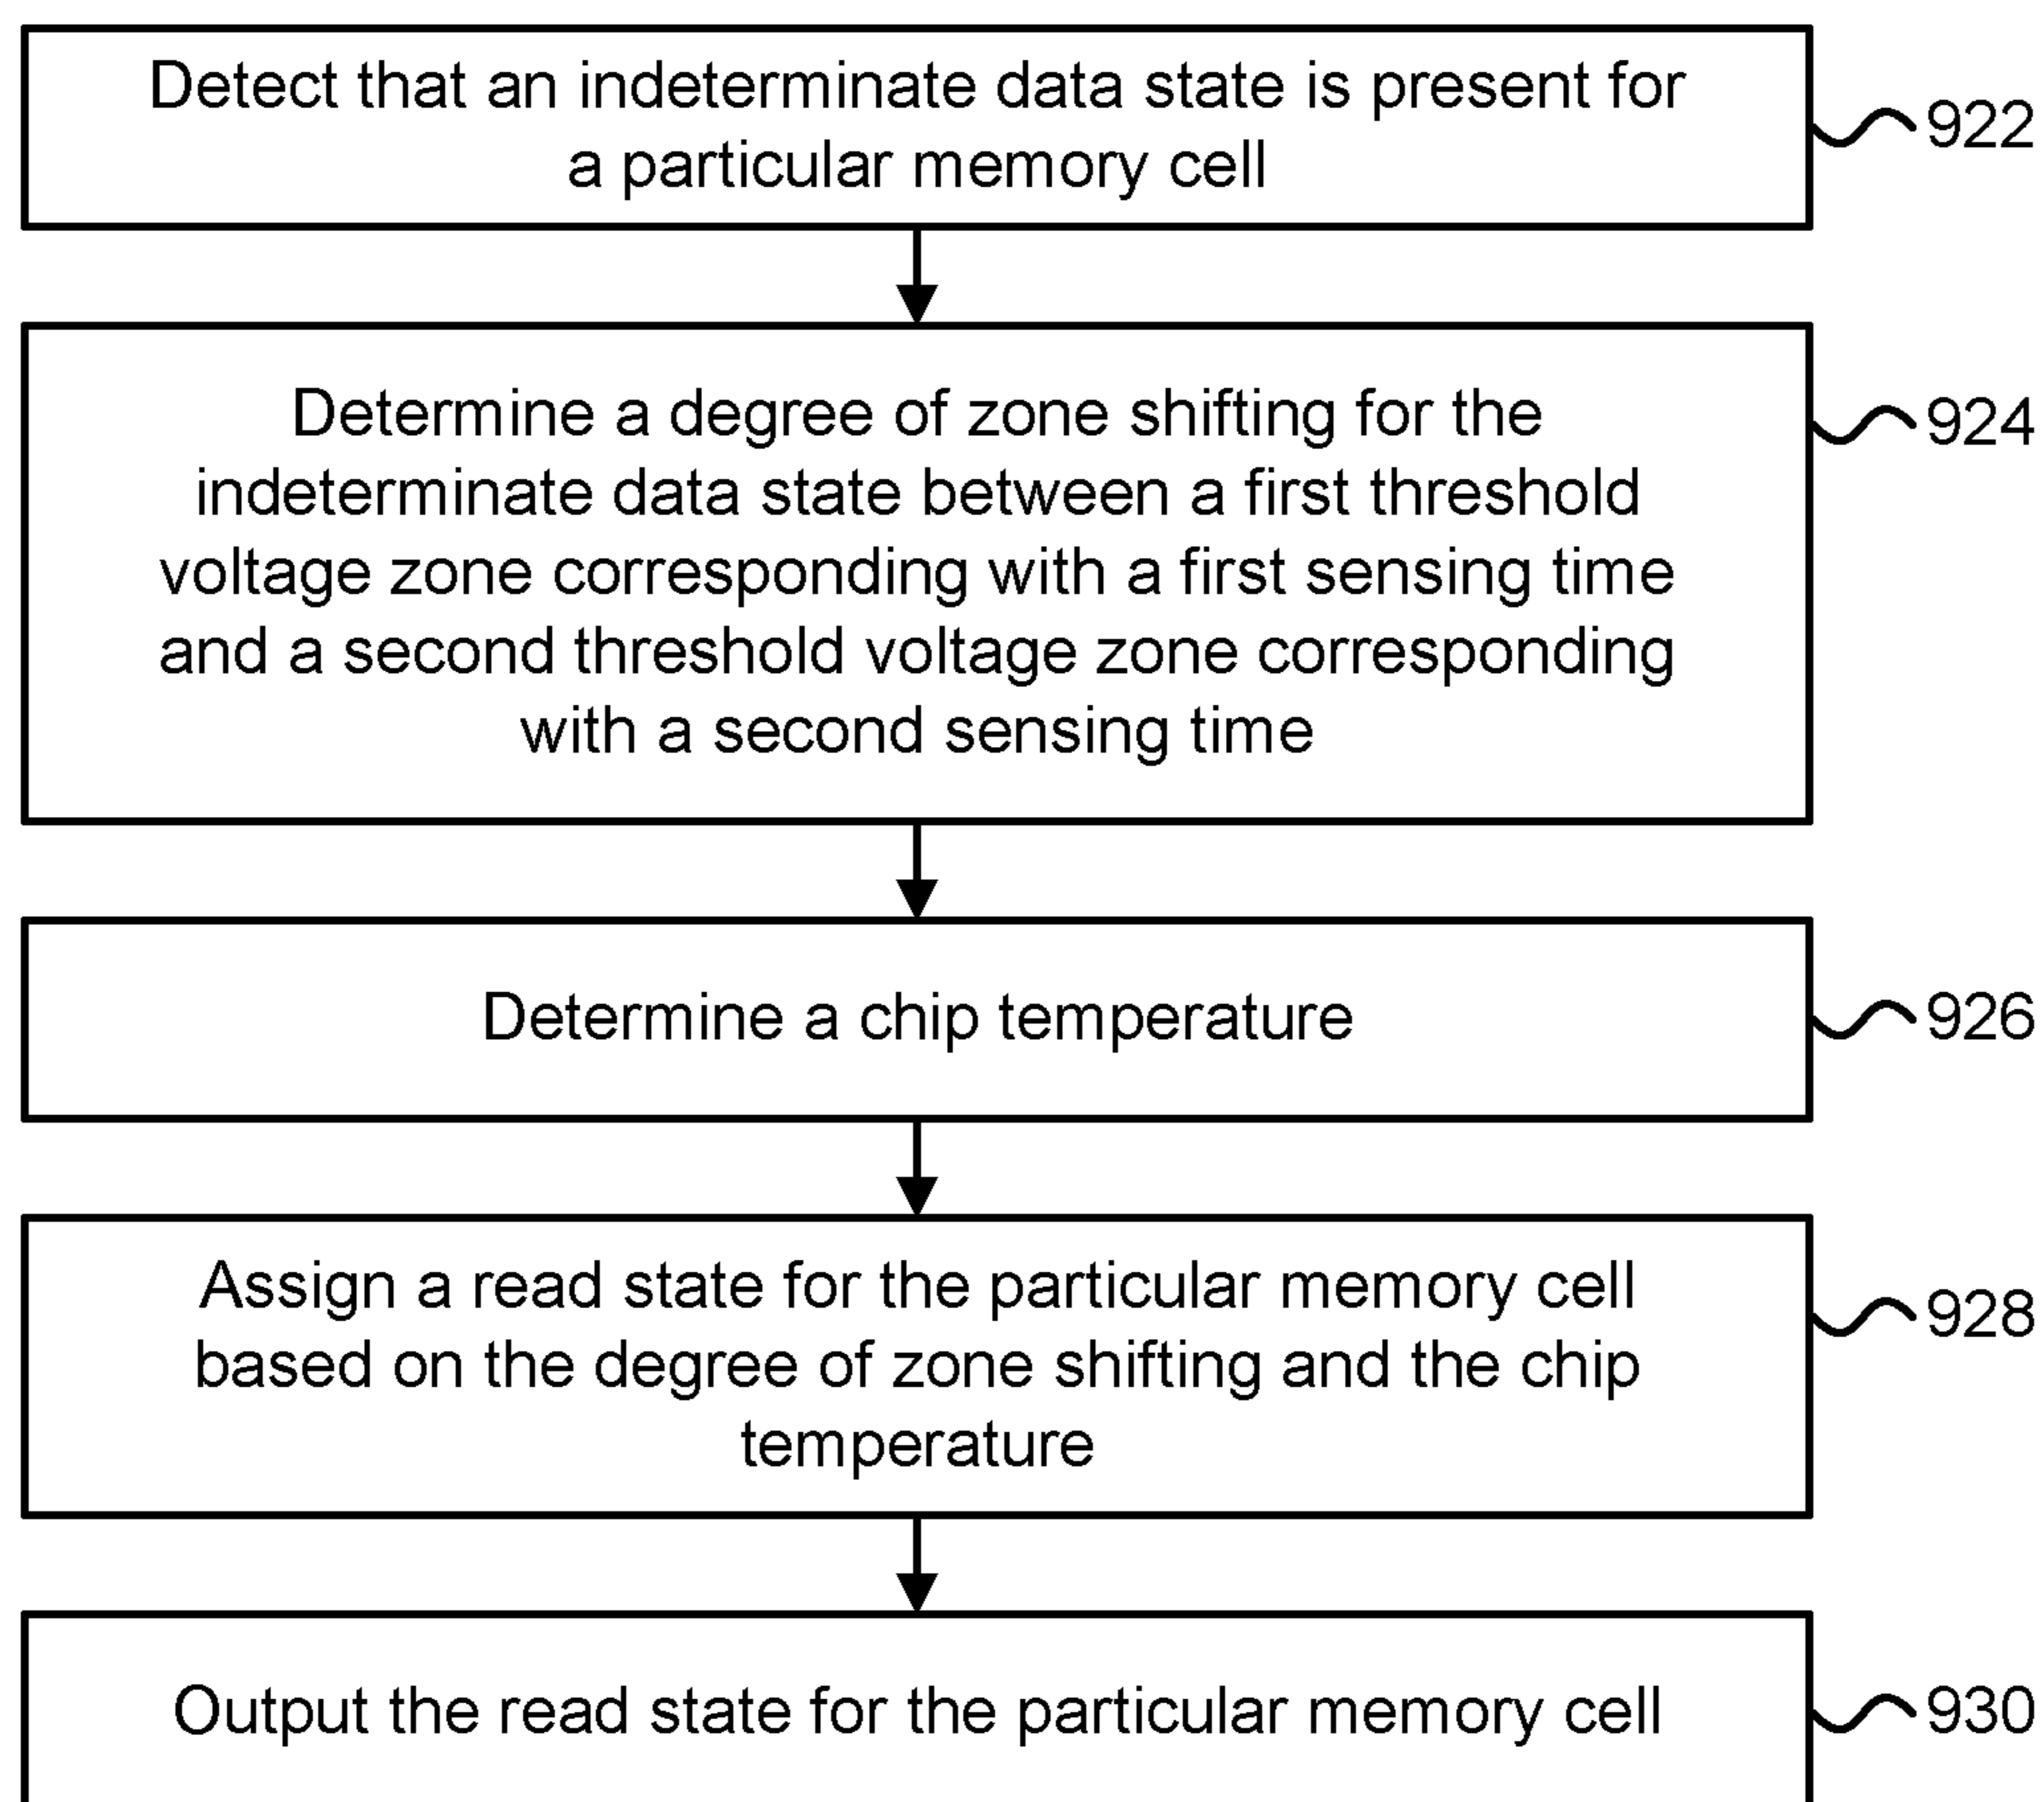 Detect that an indeterminate data state is present for
a particular memory cell
922
Determine a degree of zone shifting for the
indeterminate data state between a first threshold
voltage zone corresponding with a first sensing time
and a second threshold voltage zone corresponding
with a second sensing time
924
Determine a chip temperature
926
Assign a read state for the particular memory cell
based on the degree of zone shifting and the chip
temperature
928
Output the read state for the particular memory cell
930